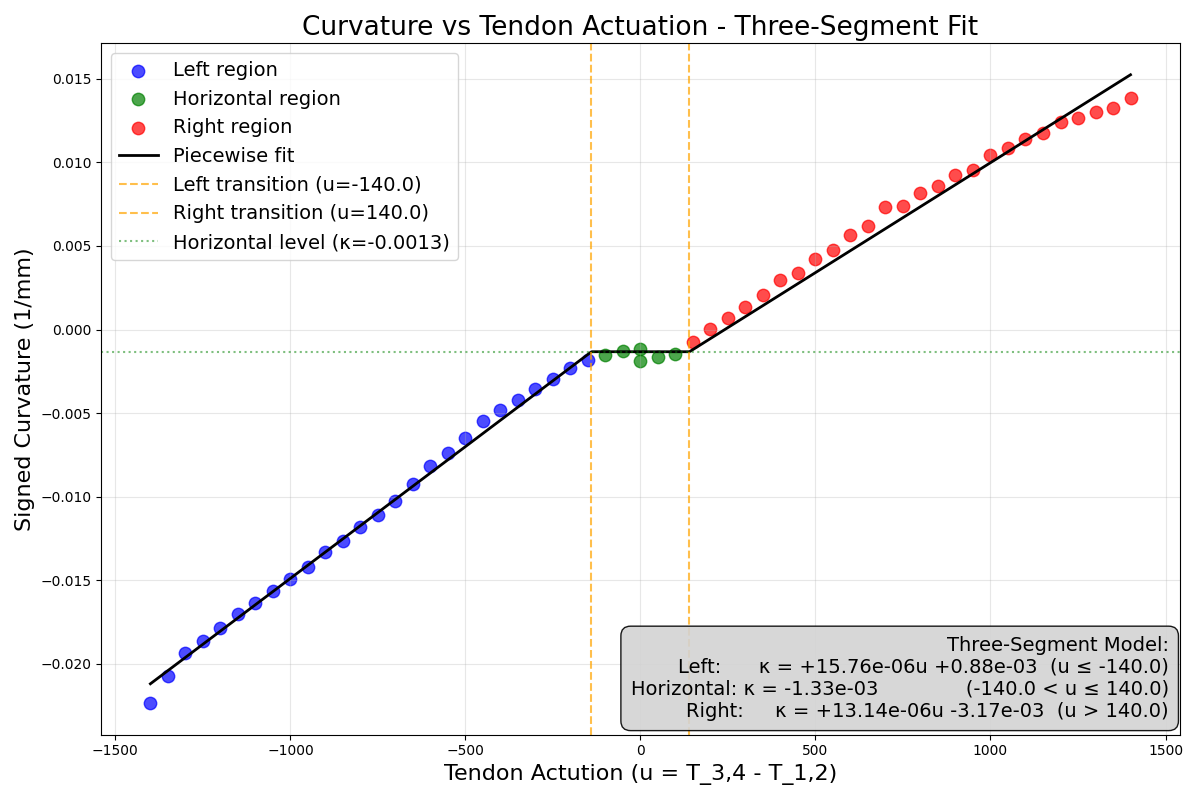 Curvature vs Tendon Actuation - Three-Segment Fit
Left region
Horizontal region
Right region
Piecewise fit
Left transition (u=-140.0)
Right transition (u=140.0)
Horizontal level (κ=-0.0013)
Signed Curvature (1/mm)
0.015
0.010
0.005
0.000
−0.005
−0.010
−0.015
−0.020
Three-Segment Model:
Left: κ = +15.76e-06u +0.88e-03 (u ≤ -140.0)
Horizontal: κ = -1.33e-03 (-140.0 < u ≤ 140.0)
Right: κ = +13.14e-06u -3.17e-03 (u > 140.0)
−1500 −1000 −500 0 500 1000 1500
Tendon Actution (u = T_3,4 - T_1,2)